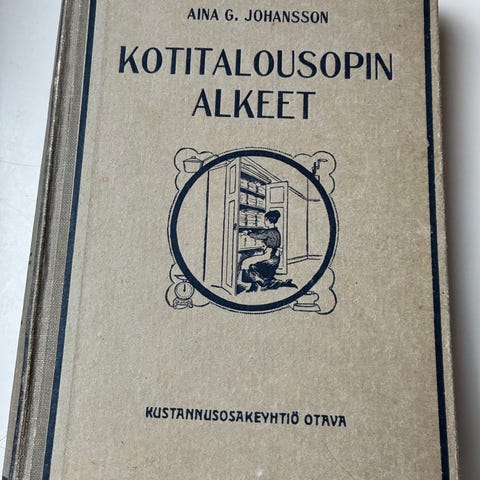 AINA G. JOHANSSON
KOTITALOUSOPIN
ALKEET
KUSTANNUSOSAKEYHTIÖ OTAVA